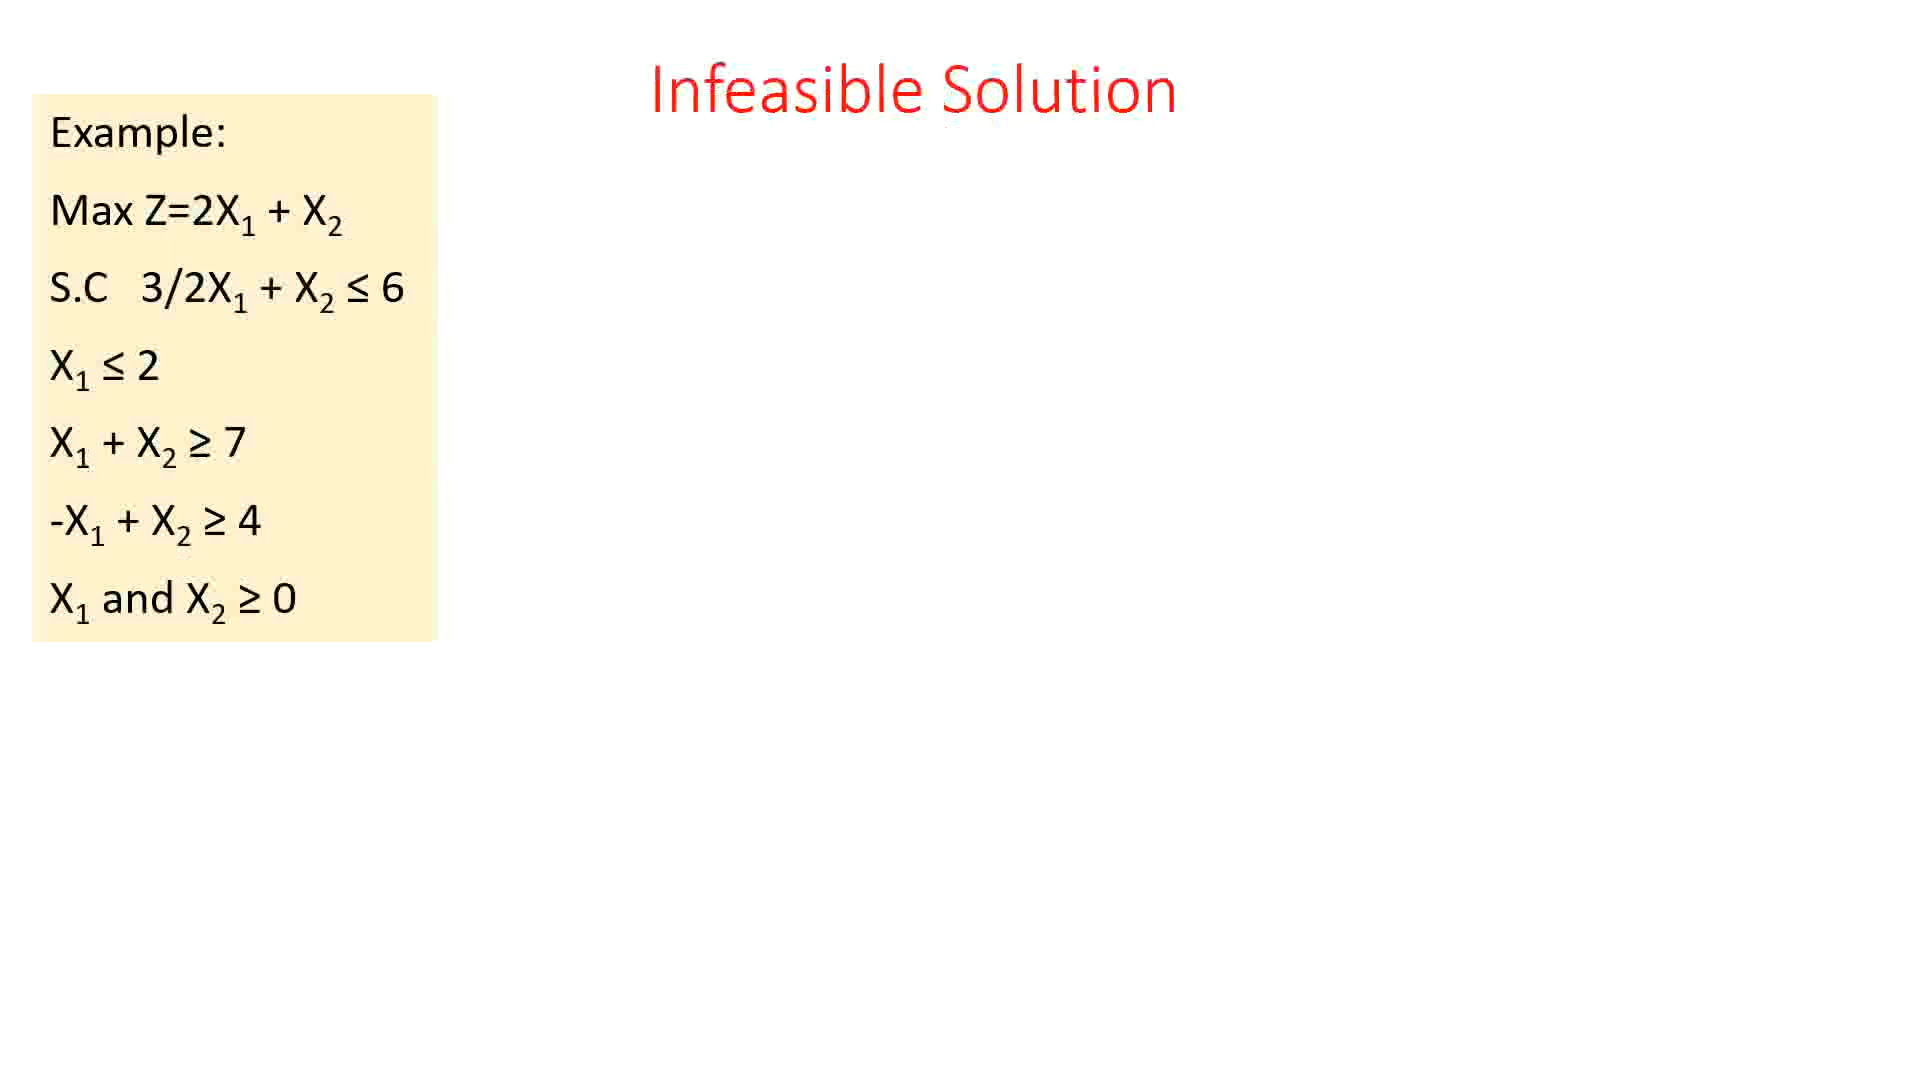 Infeasible Solution
Example:
Max Z=2X₁ + X₂
S.C 3/2X₁ + X₂ ≤ 6
X₁ ≤ 2
X₁ + X₂ ≥ 7
-X₁ + X₂ ≥ 4
X₁ and X₂ ≥ 0